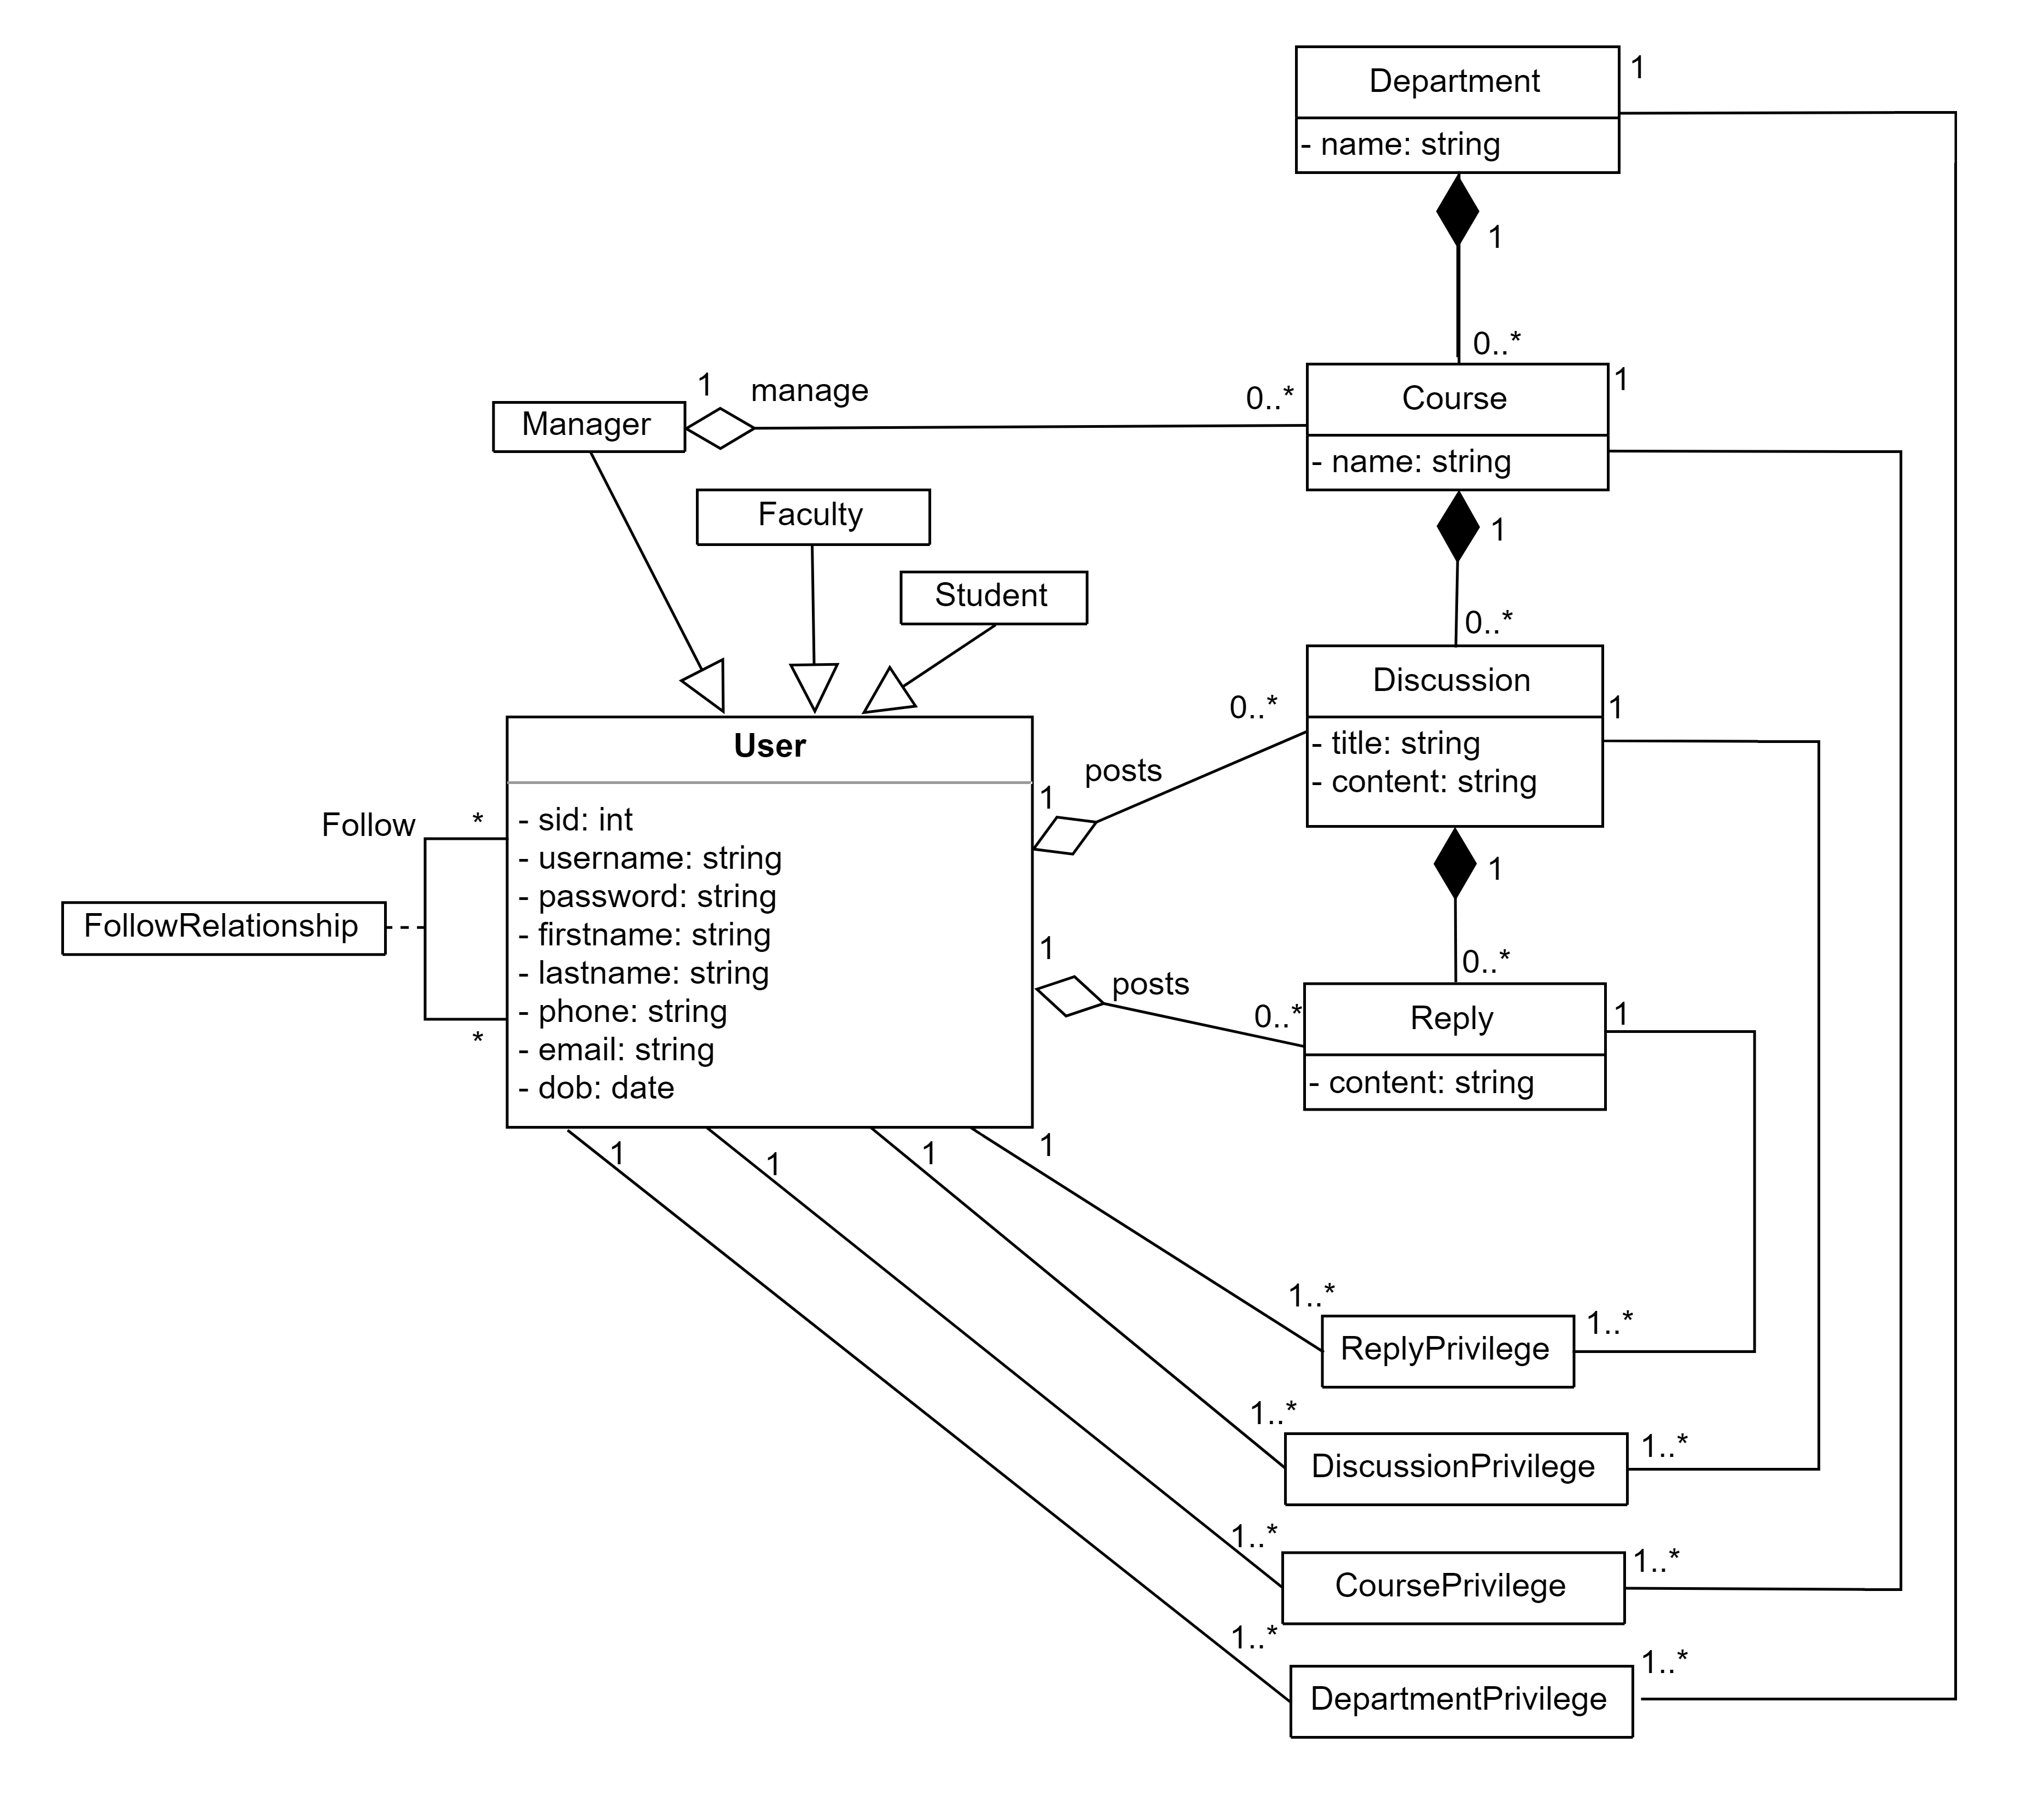 Department
1
- name: string
1
0..*
Manager
1
manage
0..*
Course
1
- name: string
1
Faculty
Student
0..*
Discussion
- title: string
- content: string
1
0..*
posts
1
User
- sid: int
- username: string
- password: string
- firstname: string
- lastname: string
- phone: string
- email: string
- dob: date
Follow
*
*
FollowRelationship
1
0..*
1
posts
0..*
Reply
- content: string
1
1
1
1
1
1..*
ReplyPrivilege
1..*
1..*
DiscussionPrivilege
1..*
1..*
CoursePrivilege
1..*
1..*
DepartmentPrivilege
1..*